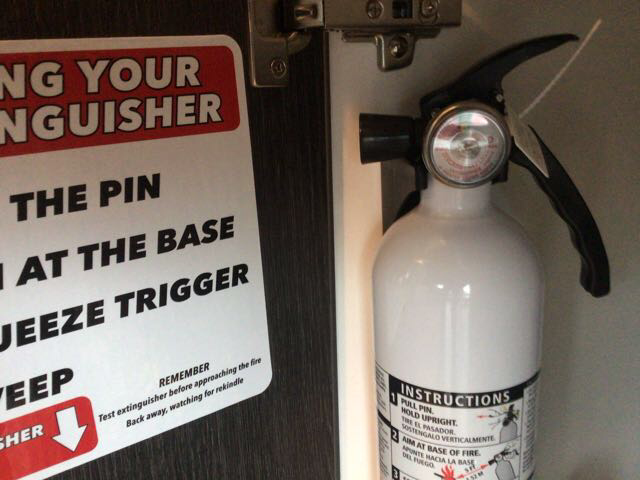 NG YOUR
NGUISHER
THE PIN
AT THE BASE
UEEZE TRIGGER
EEP
REMEMBER
Test extinguisher before approaching the fire
Back away, watching for rekindle
SHER
INSTRUCTIONS
1 PULL PIN.
HOLD UPRIGHT.
TIRE EL PASADOR.
SOSTENGALO VERTICALMENTE.
2 AIM AT BASE OF FIRE.
APUNTE HACIA LA BASE
DEL FUEGO.
3